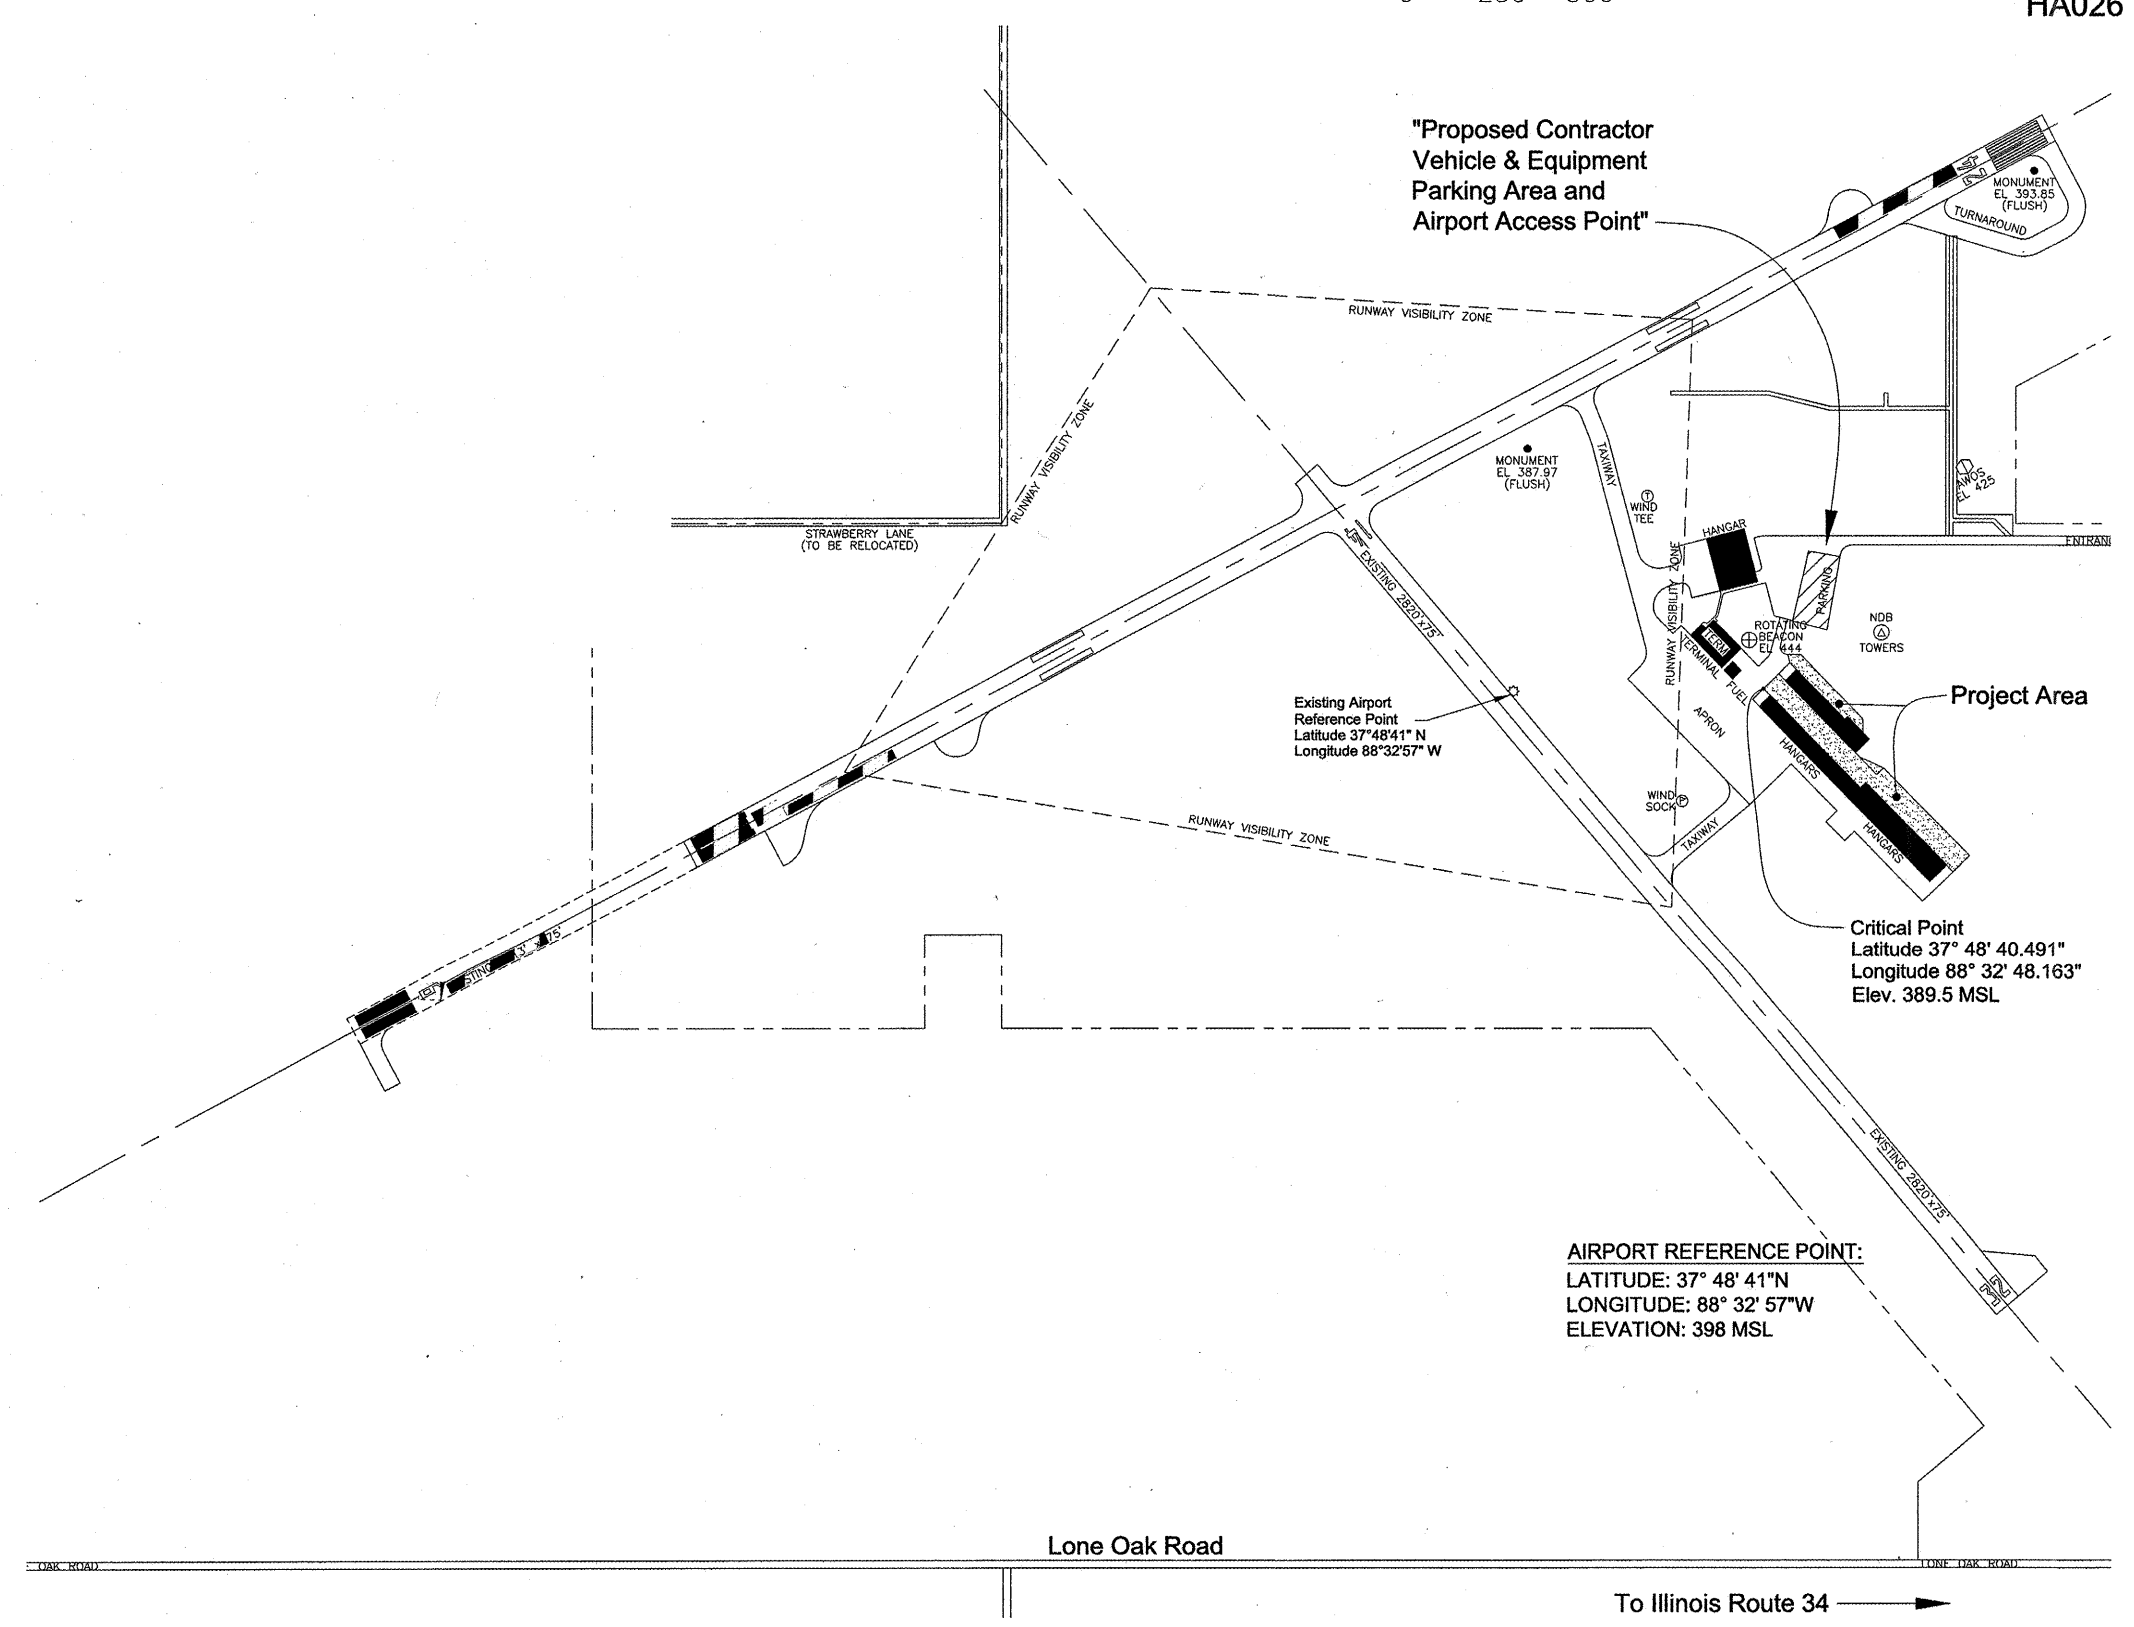 HA026
"Proposed Contractor
Vehicle & Equipment
Parking Area and
Airport Access Point"
24
MONUMENT
EL 393.85
(FLUSH)
TURNAROUND
RUNWAY VISIBILITY ZONE
RUNWAY VISIBILITY ZONE
MONUMENT
EL 387.97
(FLUSH)
TAXIWAY
AWOS
EL 425
WIND
TEE
HANGAR
STRAWBERRY LANE
(TO BE RELOCATED)
4
EXISTING 2820'x75'
RUNWAY VISIBILITY ZONE
PARKING
NDB
TOWERS
ROTATING
BEACON
EL 444
TERM
TERMINAL
FUEL
APRON
Project Area
Existing Airport
Reference Point
Latitude 37°48'41" N
Longitude 88°32'57" W
HANGARS
WIND
SOCK
TAXIWAY
HANGARS
RUNWAY VISIBILITY ZONE
Critical Point
Latitude 37° 48' 40.491"
Longitude 88° 32' 48.163"
Elev. 389.5 MSL
EXISTING 2820'x75'
AIRPORT REFERENCE POINT:
LATITUDE: 37° 48' 41"N
LONGITUDE: 88° 32' 57"W
ELEVATION: 398 MSL
Lone Oak Road
OAK ROAD
LONE OAK ROAD
To Illinois Route 34